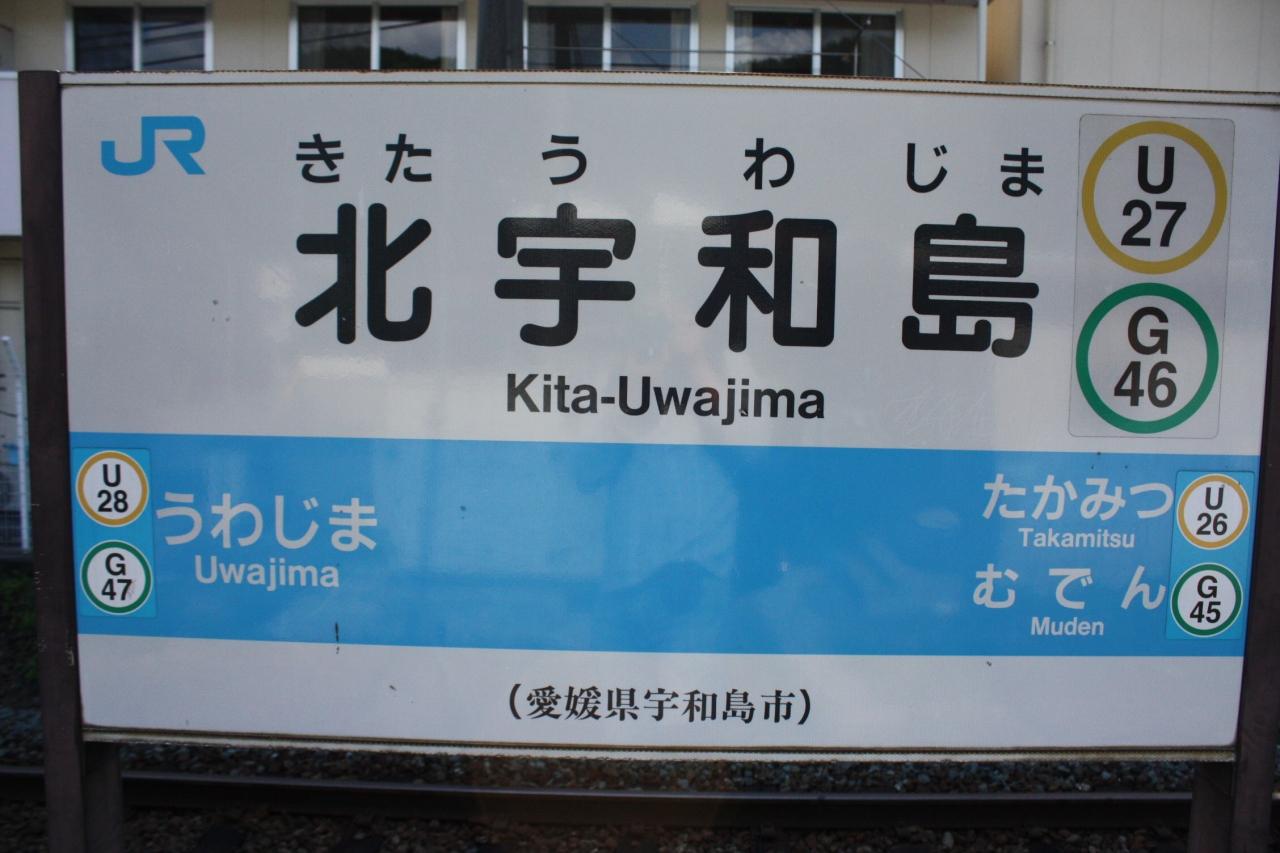 JR
きた う わ じま
北宇和島
Kita-Uwajima
U
27
G
46
U
28
G
47
うわじま
Uwajima
たかみつ
Takamitsu
U
26
むでん
Muden
G
45
(愛媛県宇和島市)